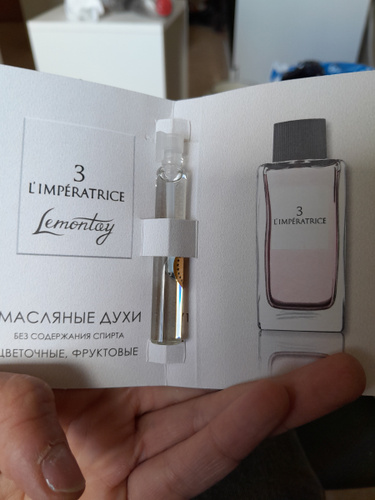 3
L'IMPÉRATRICE
Lemontay
МАСЛЯНЫЕ ДУХИ
БЕЗ СОДЕРЖАНИЯ СПИРТА
ЦВЕТОЧНЫЕ, ФРУКТОВЫЕ
3
L'IMPÉRATRICE